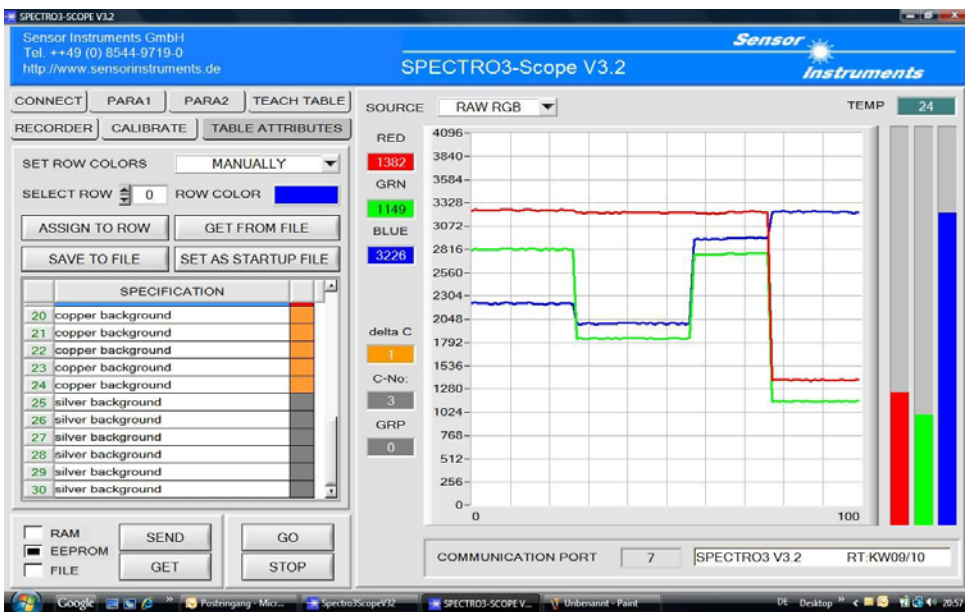 SPECTRO3-SCOPE V3.2
Sensor Instruments GmbH
Tel. ++49 (0) 8544-9719-0
http://www.sensorinstruments.de
SPECTRO3-Scope V3.2
Sensor
Instruments
CONNECT PARA1 PARA2 TEACH TABLE
RECORDER CALIBRATE TABLE ATTRIBUTES
SET ROW COLORS MANUALLY
SELECT ROW 0 ROW COLOR
ASSIGN TO ROW GET FROM FILE
SAVE TO FILE SET AS STARTUP FILE
SPECIFICATION
20 copper background
21 copper background
22 copper background
23 copper background
24 copper background
25 silver background
26 silver background
27 silver background
28 silver background
29 silver background
30 silver background
RAM
EEPROM
FILE
SEND
GET
GO
STOP
SOURCE RAW RGB
TEMP 24
RED
1382
GRN
1149
BLUE
3226
delta C
1
C-No:
3
GRP
0
4096-
3840-
3584-
3328-
3072-
2816-
2560-
2304-
2048-
1792-
1536-
1280-
1024-
768-
512-
256-
0-
0 100
COMMUNICATION PORT 7 SPECTRO3 V3.2 RT:KW09/10
Google » Posteingang - Micr... Spectro3ScopeV32 SPECTRO3-SCOPE V... Unbenannt - Paint DE Desktop » < 20:57